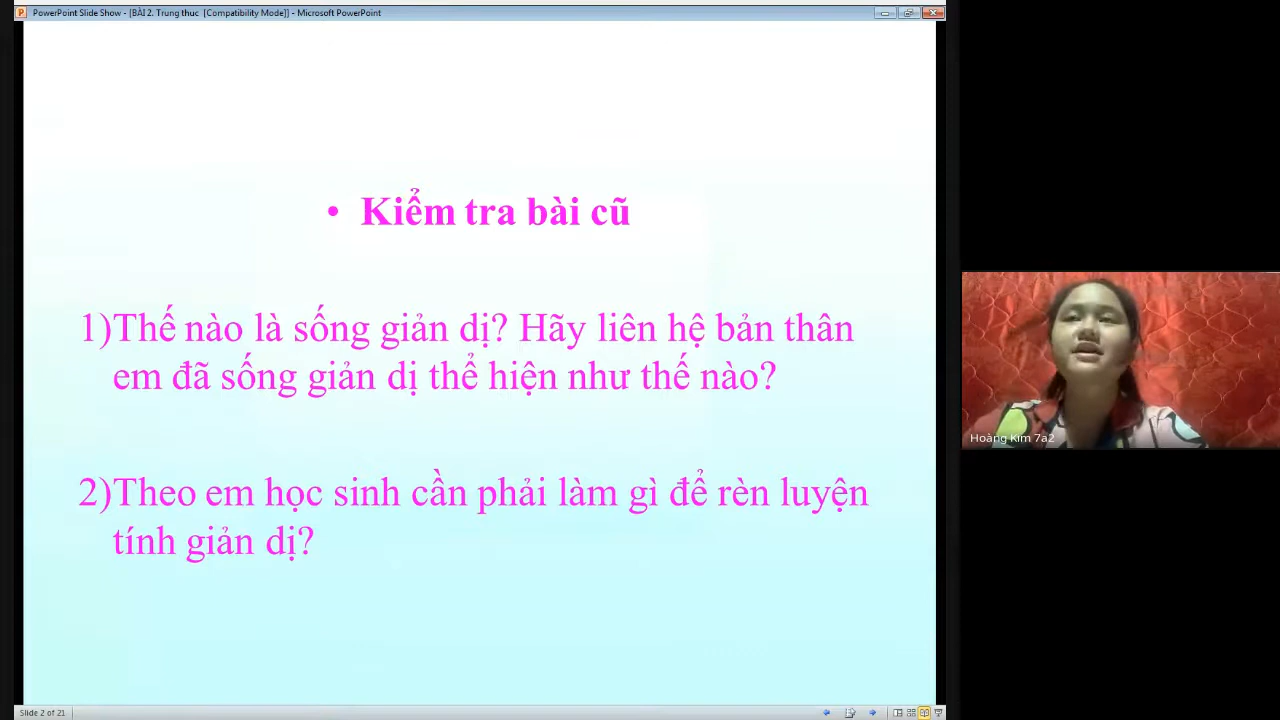 PowerPoint Slide Show - [BÀI 2. Trung thuc [Compatibility Mode]] - Microsoft PowerPoint
• Kiểm tra bài cũ
1)Thế nào là sống giản dị? Hãy liên hệ bản thân
em đã sống giản dị thể hiện như thế nào?
2)Theo em học sinh cần phải làm gì để rèn luyện
tính giản dị?
Hoàng Kim 7a2
Slide 2 of 21